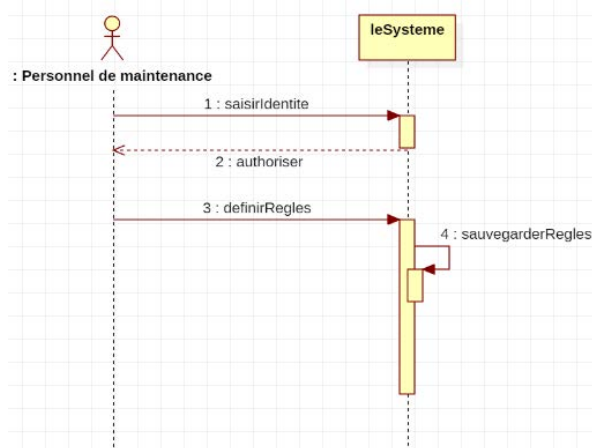 leSysteme
: Personnel de maintenance
1 : saisirIdentite
2 : authoriser
3 : definirRegles
4 : sauvegarderRegles